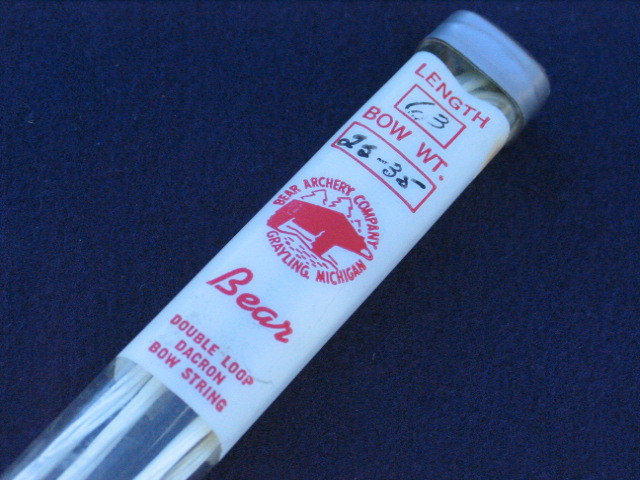 LENGTH
63
BOW WT.
25-35
BEAR ARCHERY COMPANY
GRAYLING, MICHIGAN
Bear
DOUBLE LOOP
DACRON
BOW STRING